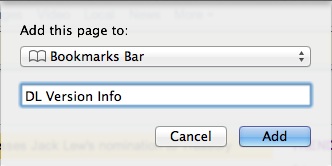 Add this page to:
Bookmarks Bar
DL Version Info
Cancel
Add